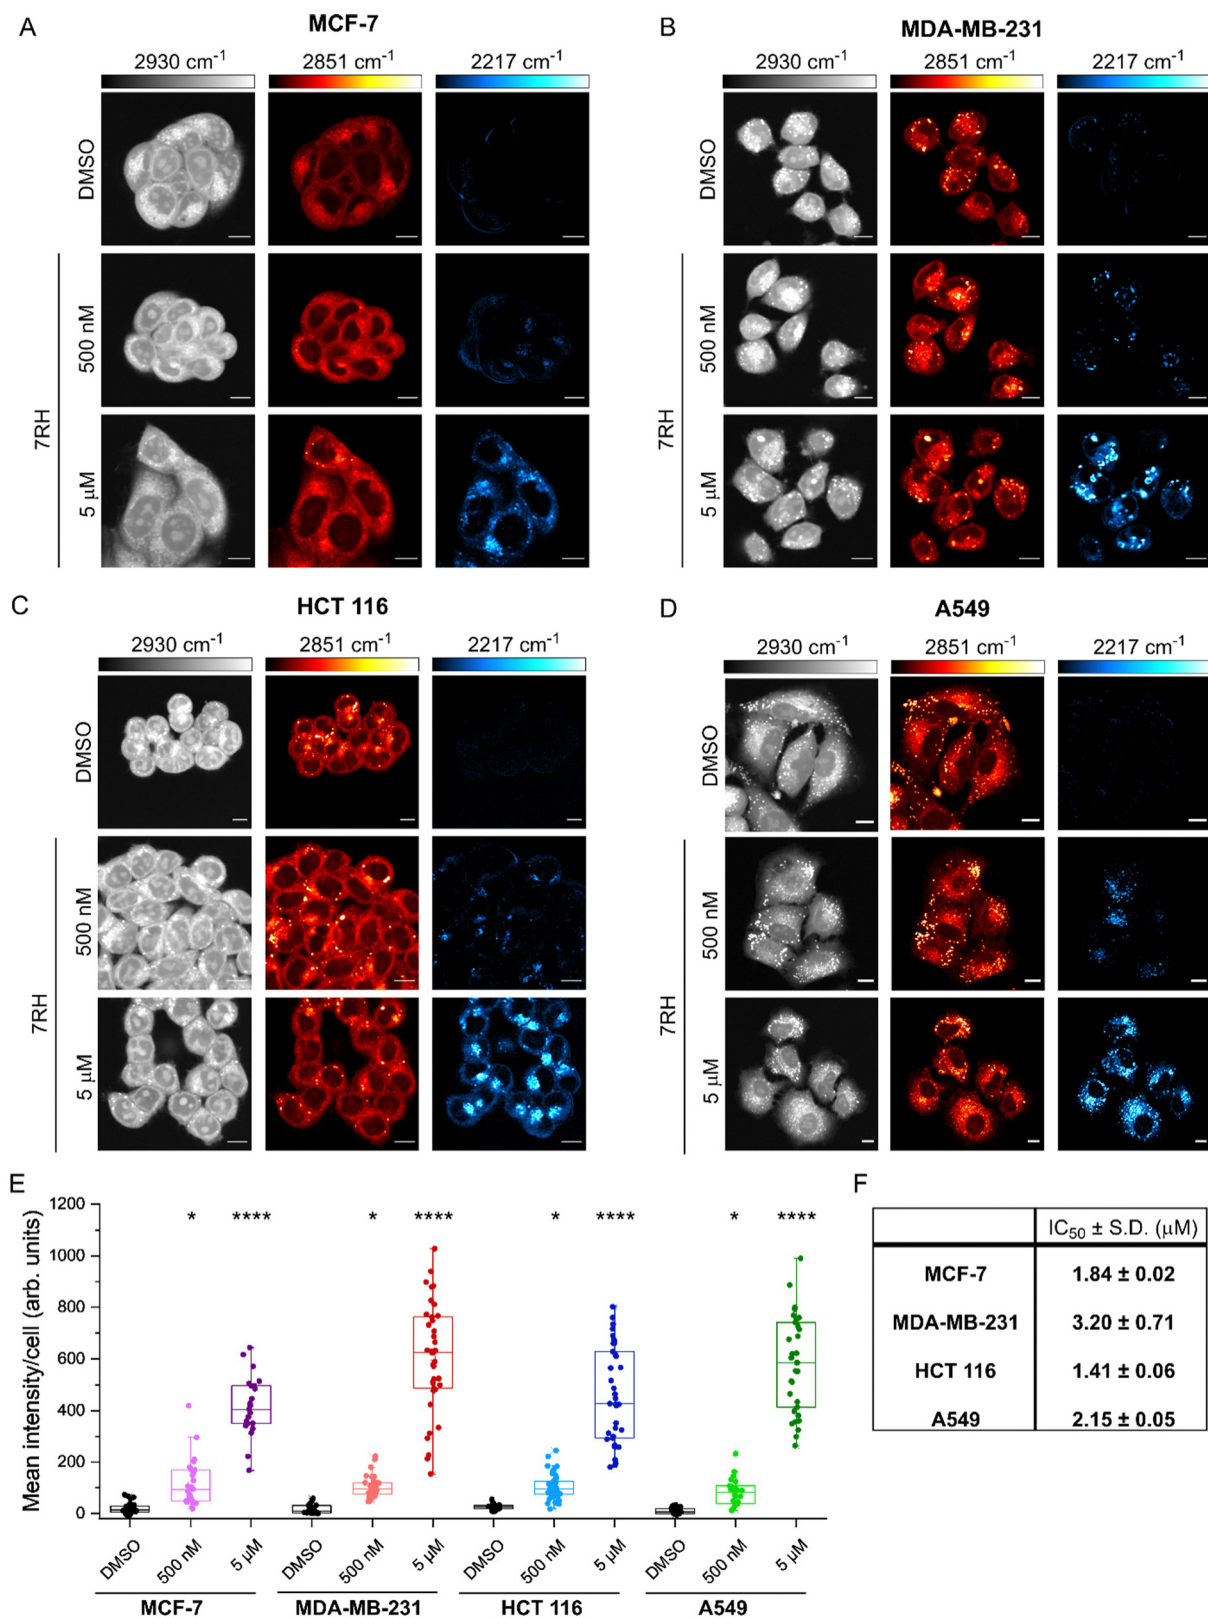 A
MCF-7
2930 cm⁻¹
2851 cm⁻¹
2217 cm⁻¹
DMSO
7RH
500 nM
5 μM
B
MDA-MB-231
2930 cm⁻¹
2851 cm⁻¹
2217 cm⁻¹
DMSO
7RH
500 nM
5 μM
C
HCT 116
2930 cm⁻¹
2851 cm⁻¹
2217 cm⁻¹
DMSO
7RH
500 nM
5 μM
D
A549
2930 cm⁻¹
2851 cm⁻¹
2217 cm⁻¹
DMSO
7RH
500 nM
5 μM
E
Mean intensity/cell (arb. units)
1200
1000
800
600
400
200
0
* **** * **** * **** * ****
DMSO 500 nM 5 μM DMSO 500 nM 5 μM DMSO 500 nM 5 μM DMSO 500 nM 5 μM
MCF-7 MDA-MB-231 HCT 116 A549
F
IC₅₀ ± S.D. (μM)
MCF-7 1.84 ± 0.02
MDA-MB-231 3.20 ± 0.71
HCT 116 1.41 ± 0.06
A549 2.15 ± 0.05